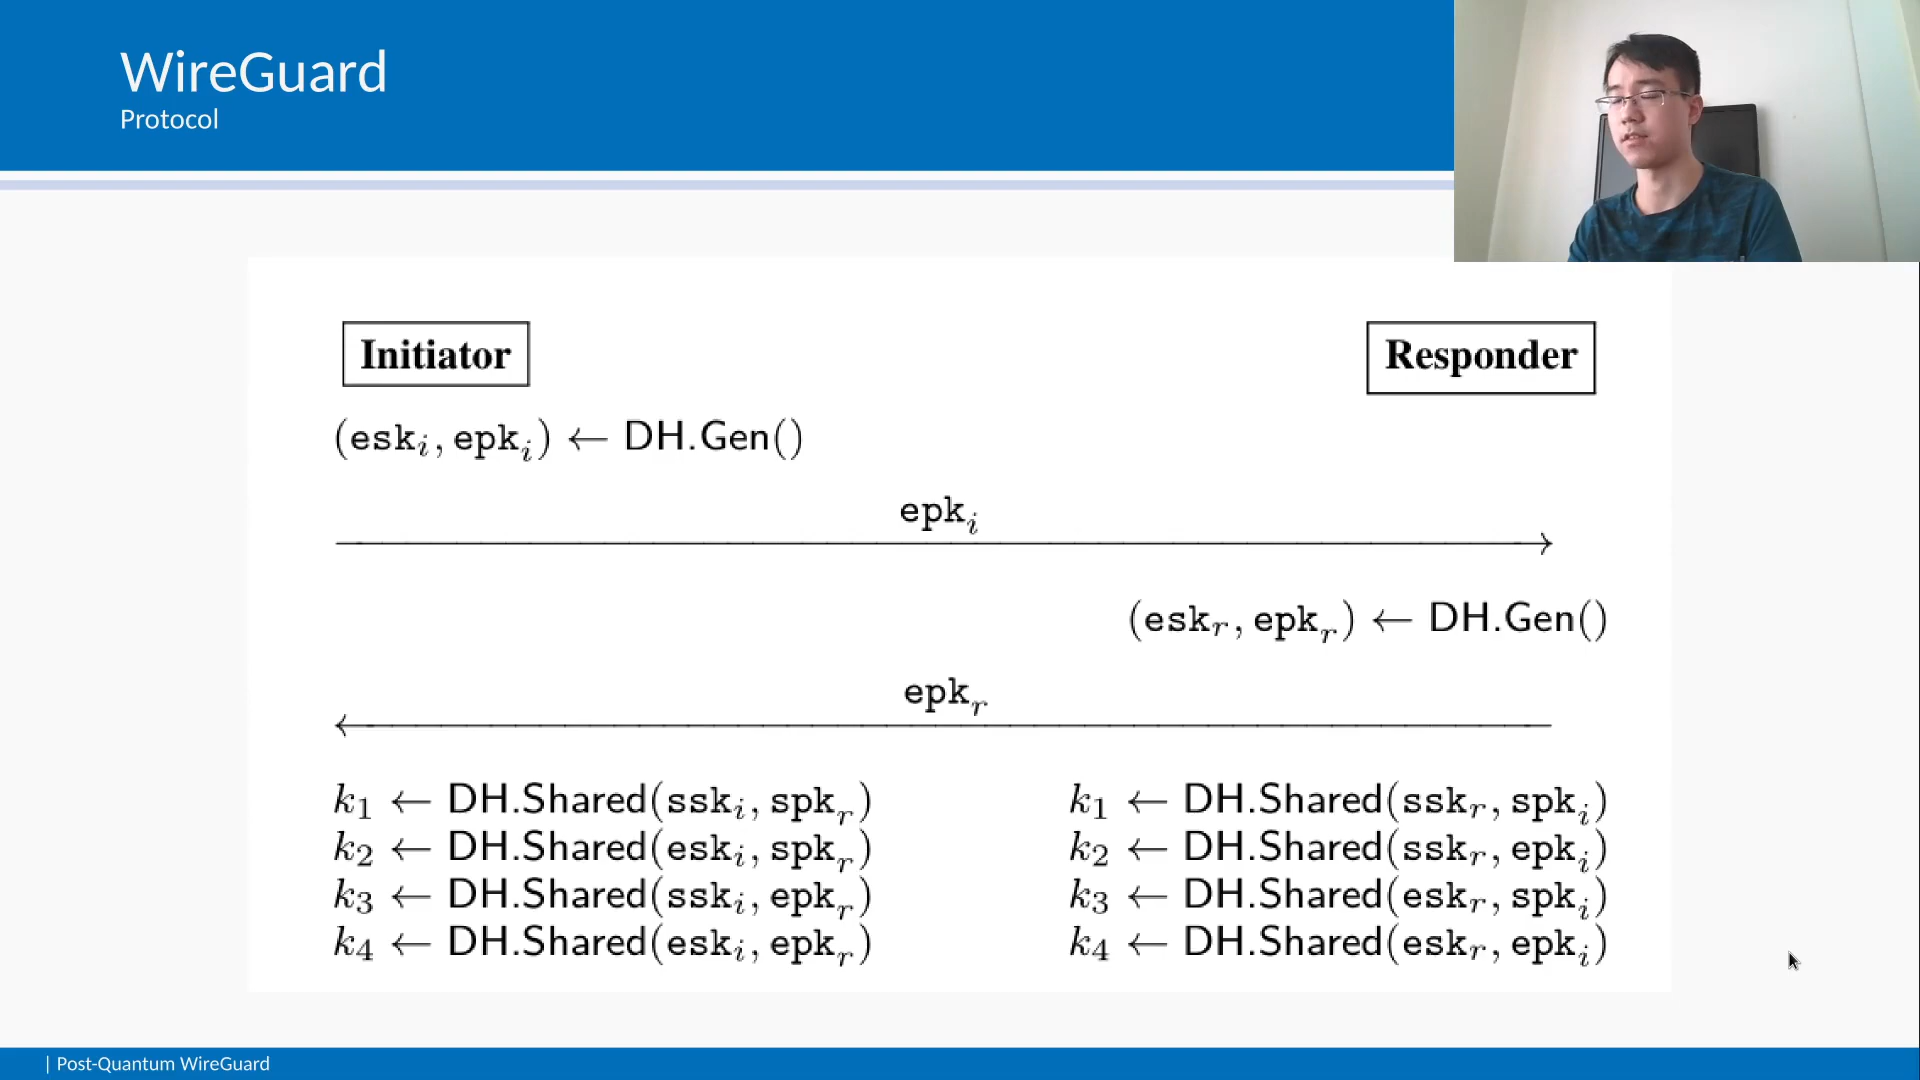 WireGuard
Protocol
Initiator
Responder
(esk_i, epk_i) ← DH.Gen()
epk_i
(esk_r, epk_r) ← DH.Gen()
epk_r
k_1 ← DH.Shared(ssk_i, spk_r)
k_2 ← DH.Shared(esk_i, spk_r)
k_3 ← DH.Shared(ssk_i, epk_r)
k_4 ← DH.Shared(esk_i, epk_r)
k_1 ← DH.Shared(ssk_r, spk_i)
k_2 ← DH.Shared(ssk_r, epk_i)
k_3 ← DH.Shared(esk_r, spk_i)
k_4 ← DH.Shared(esk_r, epk_i)
| Post-Quantum WireGuard